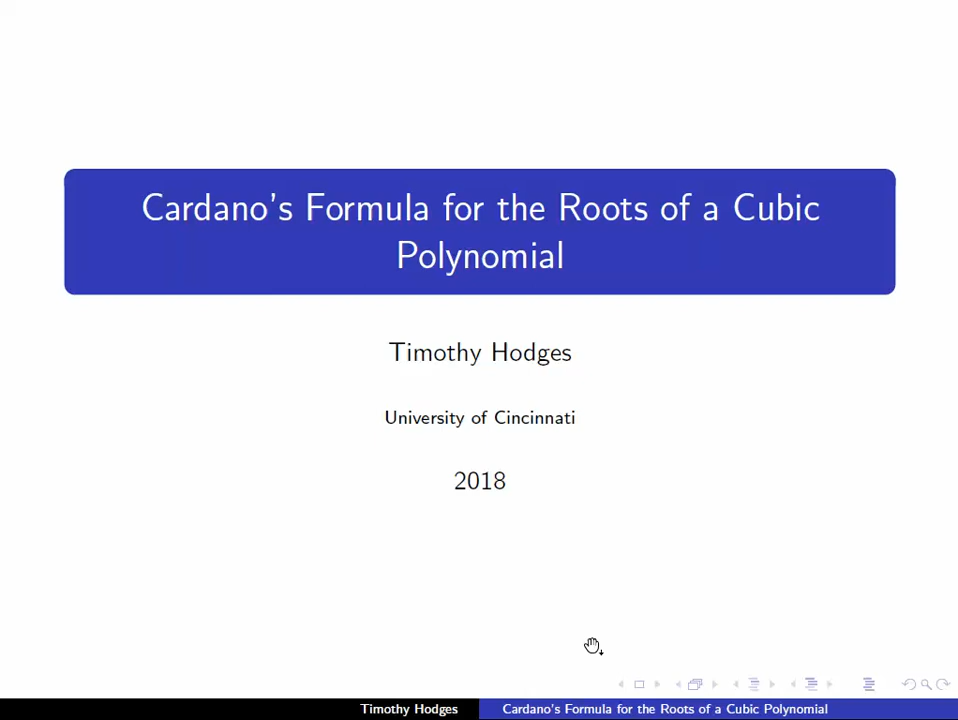 Cardano's Formula for the Roots of a Cubic
Polynomial
Timothy Hodges
University of Cincinnati
2018
Timothy Hodges
Cardano's Formula for the Roots of a Cubic Polynomial